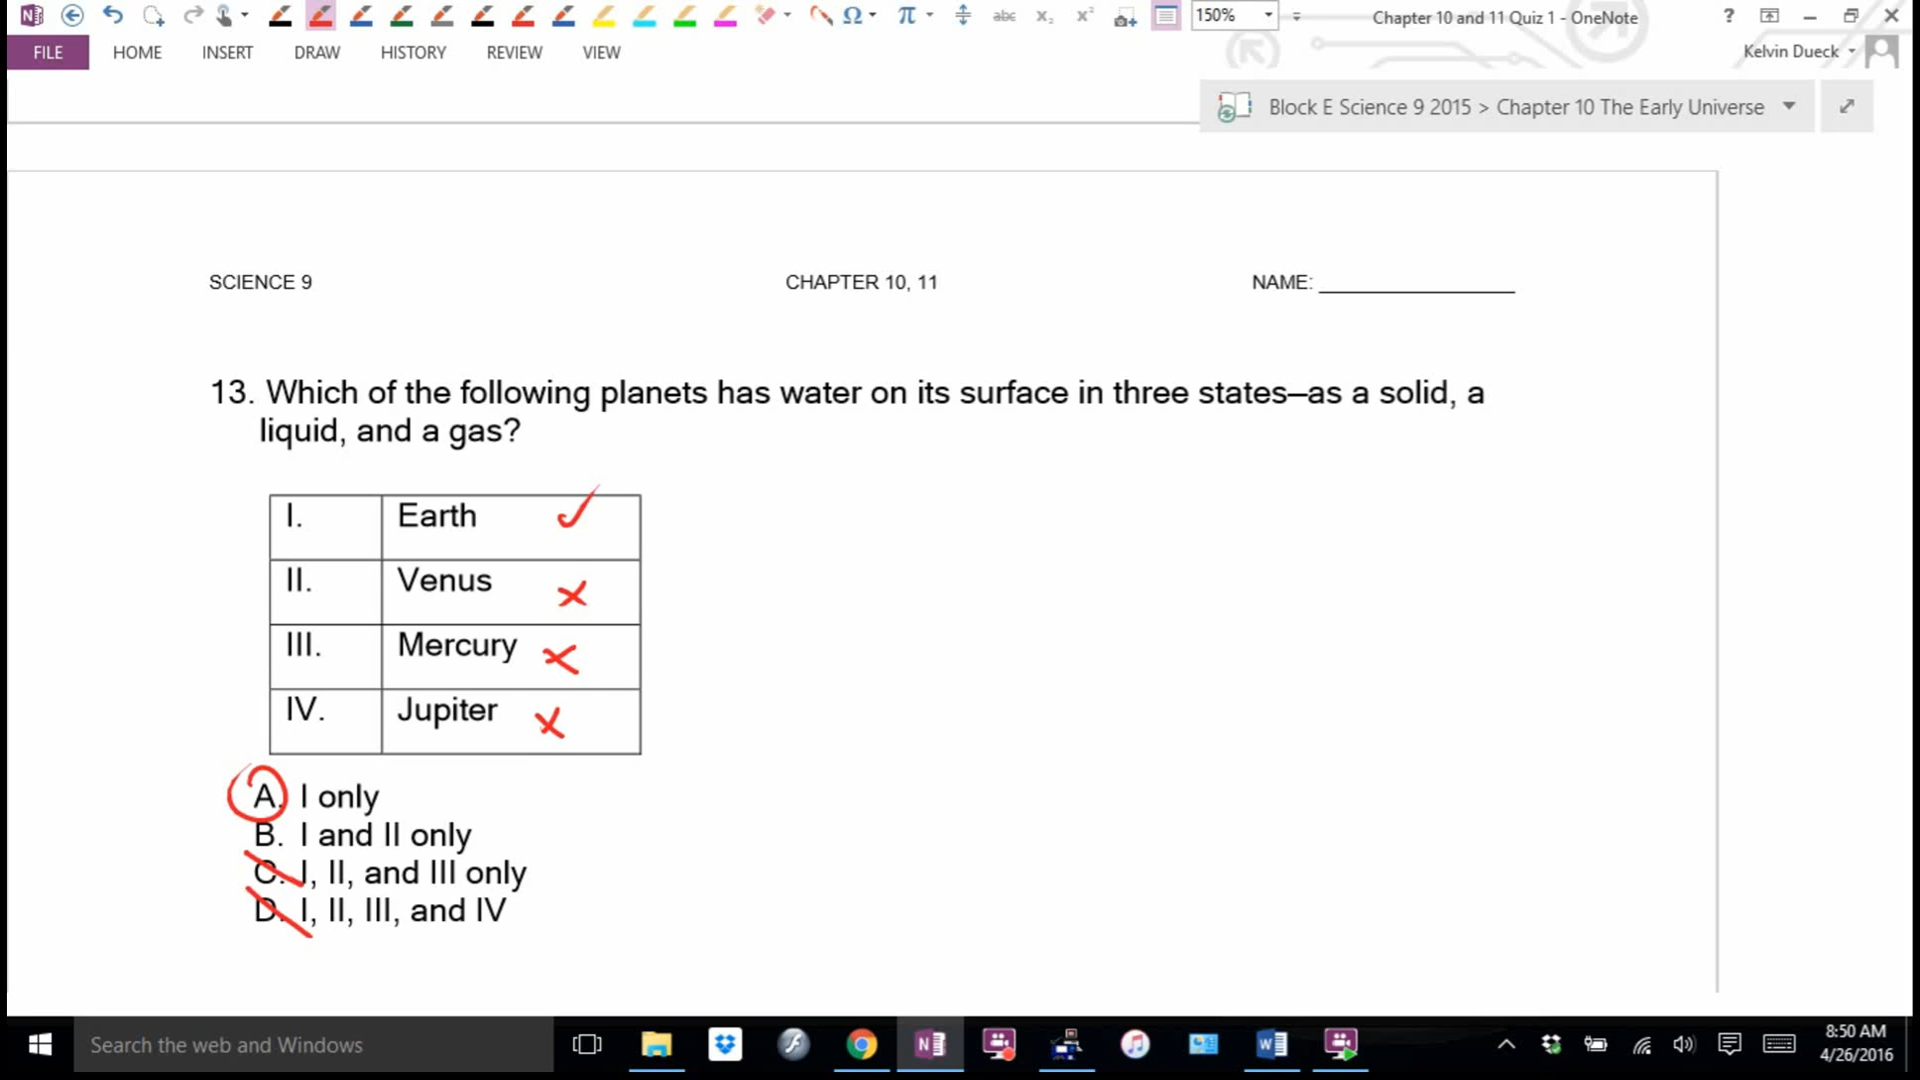 150%
Chapter 10 and 11 Quiz 1 - OneNote
?
FILE
HOME
INSERT
DRAW
HISTORY
REVIEW
VIEW
Kelvin Dueck
Block E Science 9 2015 > Chapter 10 The Early Universe
SCIENCE 9
CHAPTER 10, 11
NAME: _________________
13. Which of the following planets has water on its surface in three states—as a solid, a
liquid, and a gas?
I. Earth
II. Venus
III. Mercury
IV. Jupiter
A. I only
B. I and II only
C. I, II, and III only
D. I, II, III, and IV
Search the web and Windows
8:50 AM
4/26/2016